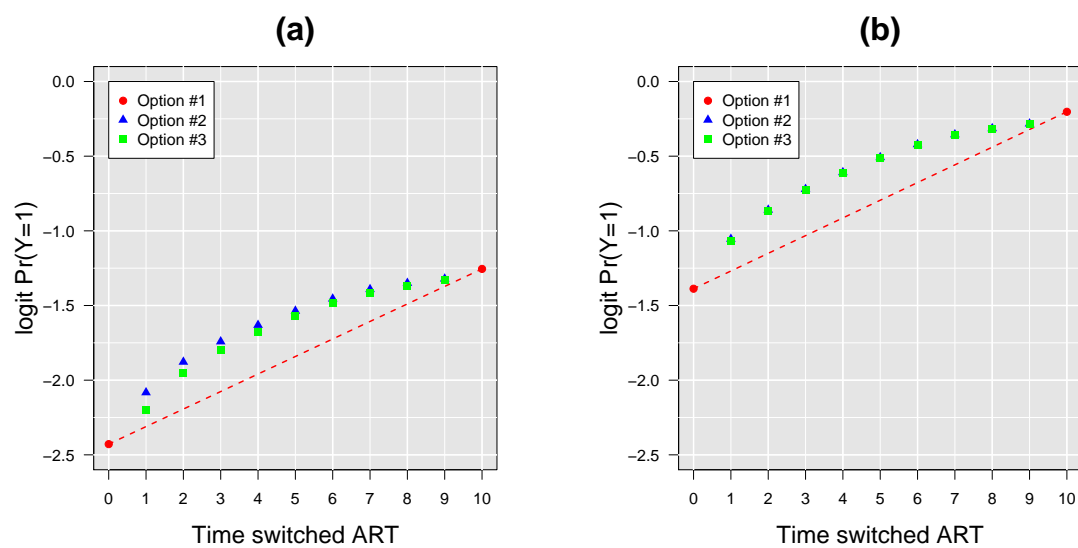 (a)
0.0
−0.5
−1.0
−1.5
−2.0
−2.5
logit Pr(Y=1)
Option #1
Option #2
Option #3
0 1 2 3 4 5 6 7 8 9 10
Time switched ART
(b)
0.0
−0.5
−1.0
−1.5
−2.0
−2.5
logit Pr(Y=1)
Option #1
Option #2
Option #3
0 1 2 3 4 5 6 7 8 9 10
Time switched ART